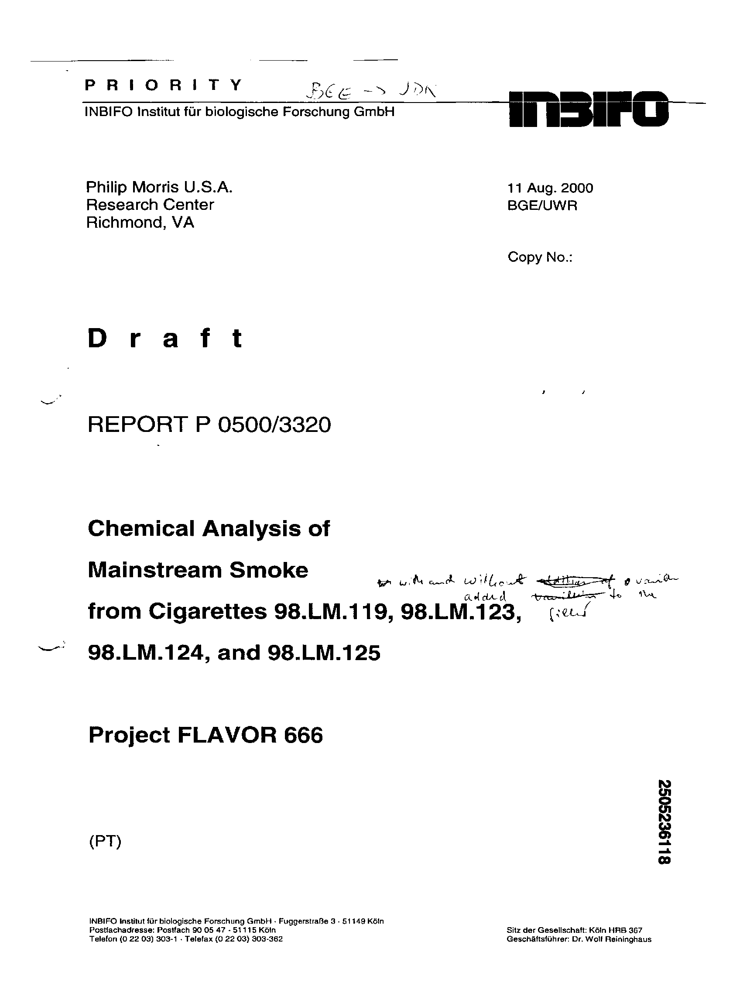 PRIORITY BGE -> JDN
INBIFO Institut für biologische Forschung GmbH
INBIFO
Philip Morris U.S.A.
Research Center
Richmond, VA
11 Aug. 2000
BGE/UWR
Copy No.:
Draft
REPORT P 0500/3320
Chemical Analysis of
Mainstream Smoke
with and without of
added to the
from Cigarettes 98.LM.119, 98.LM.123,
98.LM.124, and 98.LM.125
Project FLAVOR 666
2505236118
(PT)
INBIFO Institut für biologische Forschung GmbH - Fuggerstraße 3 - 51149 Köln
Postfachadresse: Postfach 90 05 47 - 51115 Köln
Telefon (0 22 03) 303-1 - Telefax (0 22 03) 303-362
Sitz der Gesellschaft: Köln HRB 367
Geschäftsführer: Dr. Wolf Reininghaus